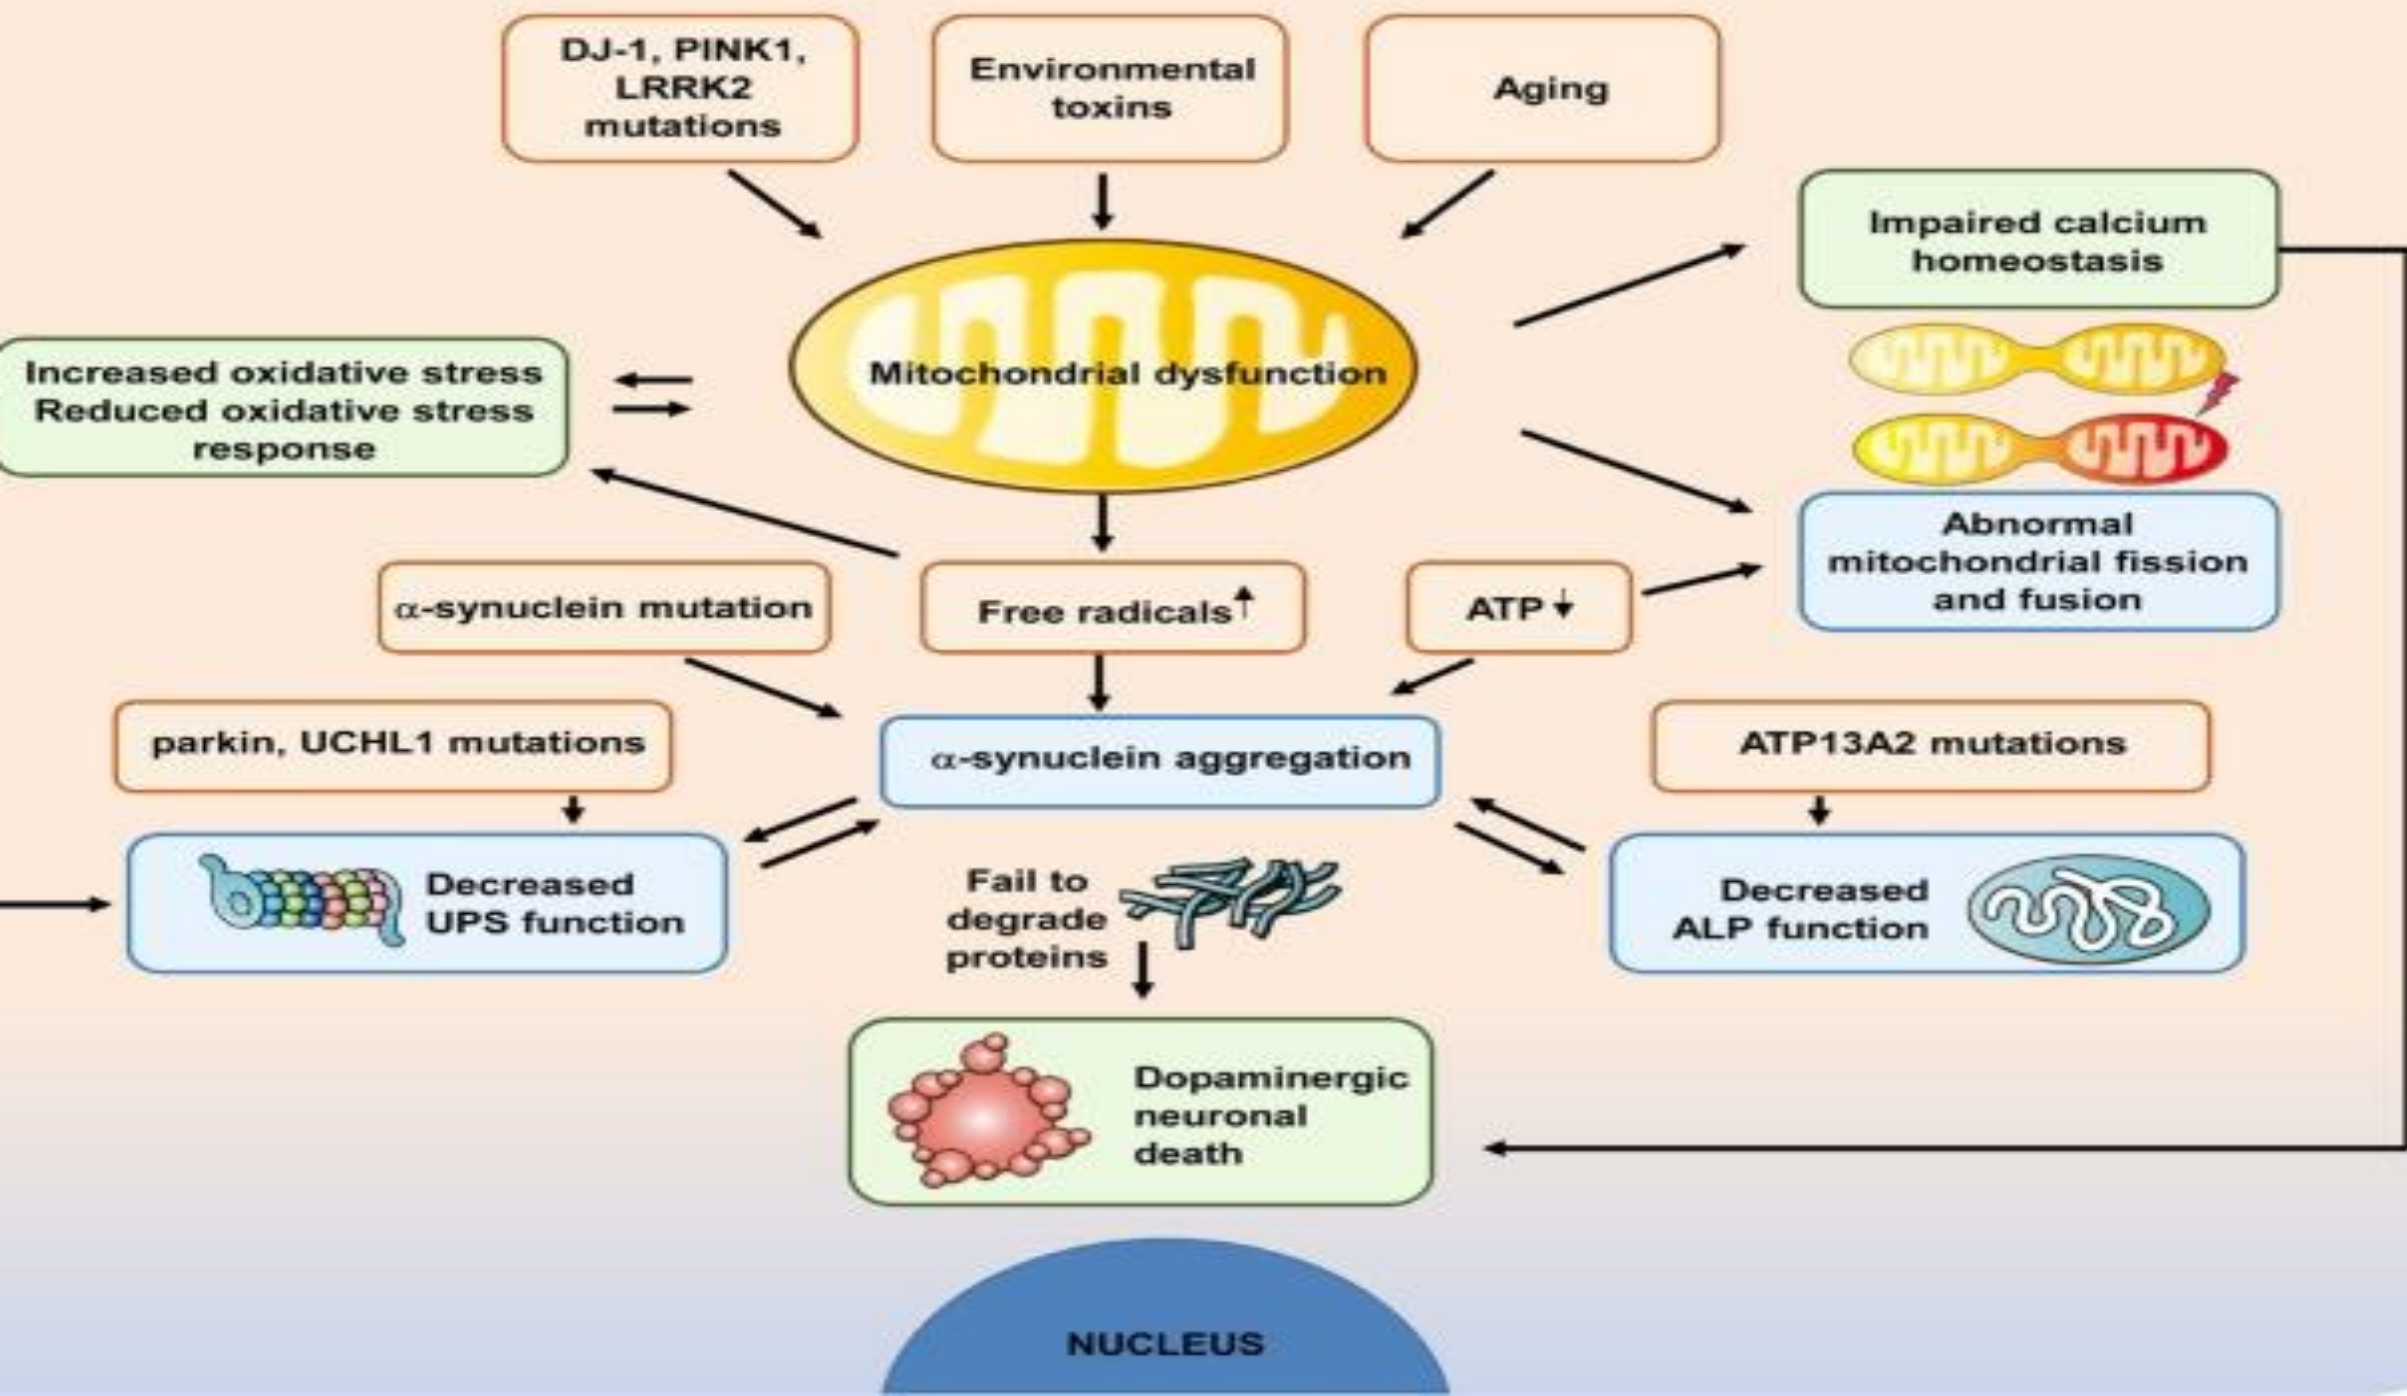 DJ-1, PINK1,
LRRK2
mutations
Environmental
toxins
Aging
Impaired calcium
homeostasis
Increased oxidative stress
Reduced oxidative stress
response
Mitochondrial dysfunction
Abnormal
mitochondrial fission
and fusion
α-synuclein mutation
Free radicals↑
ATP↓
parkin, UCHL1 mutations
α-synuclein aggregation
ATP13A2 mutations
Decreased
UPS function
Fail to
degrade
proteins
Decreased
ALP function
Dopaminergic
neuronal
death
NUCLEUS